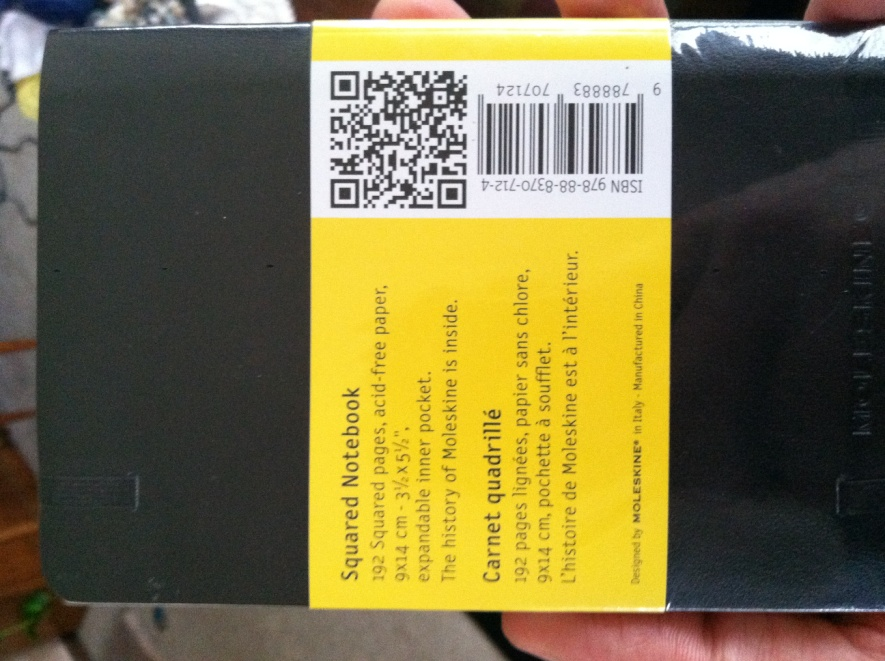 Squared Notebook
192 Squared pages, acid-free paper,
9x14 cm - 3½ x 5½",
expandable inner pocket.
The history of Moleskine is inside.
Carnet quadrillé
192 pages lignées, papier sans chlore,
9x14 cm, pochette à soufflet.
L'histoire de Moleskine est à l'intérieur.
Designed by MOLESKINE® in Italy - Manufactured in China
ISBN 978-88-8370-712-4
9 788883 707124
MOLESKINE ®